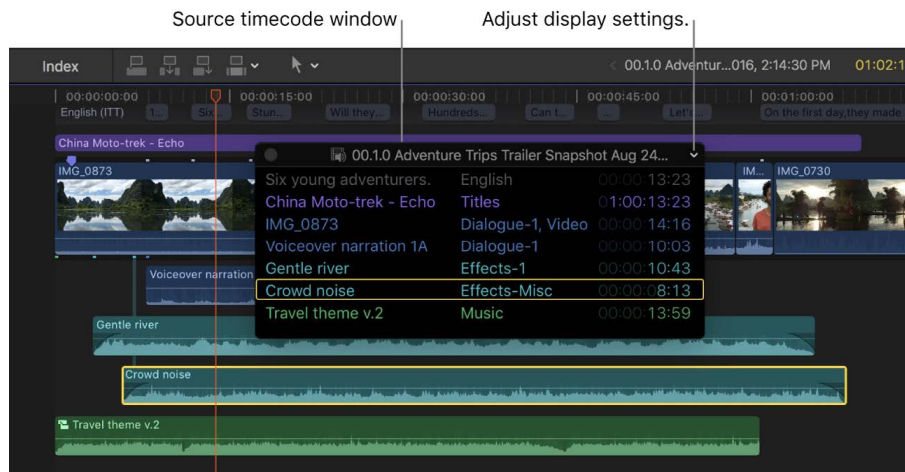 Source timecode window
Adjust display settings.
Index
00.1.0 Adventur...016, 2:14:30 PM
01:02:1
00:00:00:00
00:00:15:00
00:00:30:00
00:00:45:00
00:01:00:00
English (ITT)
1...
Six...
Stun...
Will they...
Hundreds...
Can t...
...
Let's...
On the first day,they made
China Moto-trek - Echo
00.1.0 Adventure Trips Trailer Snapshot Aug 24...
IMG_0873
IM...
IMG_0730
Six young adventurers. English 00:00:13:23
China Moto-trek - Echo Titles 01:00:13:23
IMG_0873 Dialogue-1, Video 00:00:14:16
Voiceover narration 1A Dialogue-1 00:00:10:03
Gentle river Effects-1 00:00:10:43
Crowd noise Effects-Misc 00:00:08:13
Travel theme v.2 Music 00:00:13:59
Voiceover narration
Gentle river
Crowd noise
Travel theme v.2